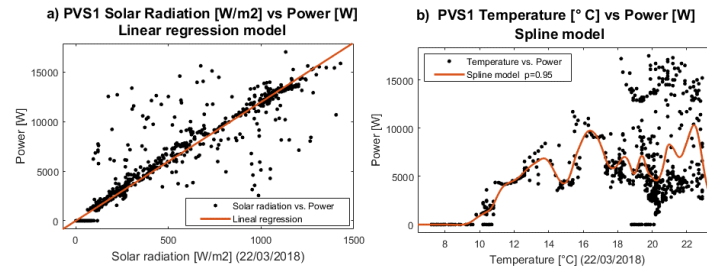 a) PVS1 Solar Radiation [W/m2] vs Power [W]
Linear regression model
15000
10000
5000
0
Power [W]
Solar radiation vs. Power
Linear regression
0 500 1000 1500
Solar radiation [W/m2] (22/03/2018)
b) PVS1 Temperature [° C] vs Power [W]
Spline model
Temperature vs. Power
Spline model p=0.95
15000
10000
5000
0
Power [W]
8 10 12 14 16 18 20 22
Temperature [°C] (22/03/2018)